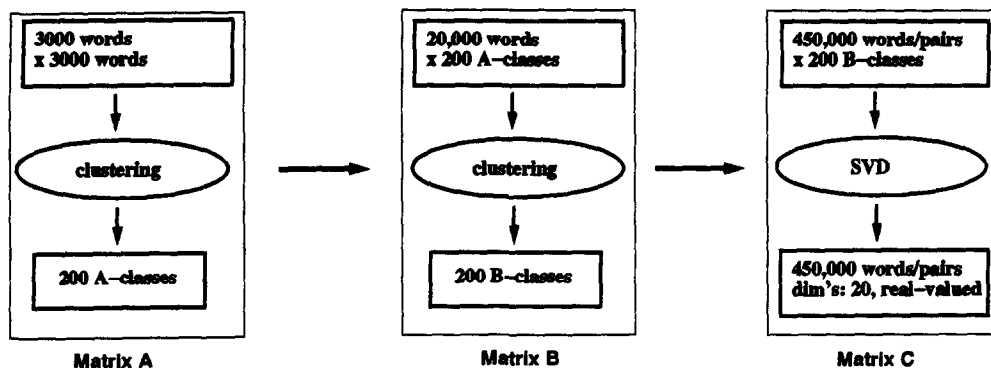 3000 words
x 3000 words
clustering
200 A-classes
Matrix A
20,000 words
x 200 A-classes
clustering
200 B-classes
Matrix B
450,000 words/pairs
x 200 B-classes
SVD
450,000 words/pairs
dim's: 20, real-valued
Matrix C